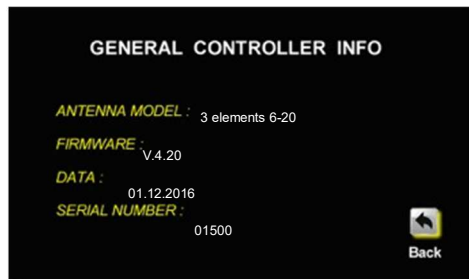 GENERAL CONTROLLER INFO
ANTENNA MODEL : 3 elements 6-20
FIRMWARE : V.4.20
DATA : 01.12.2016
SERIAL NUMBER : 01500
Back